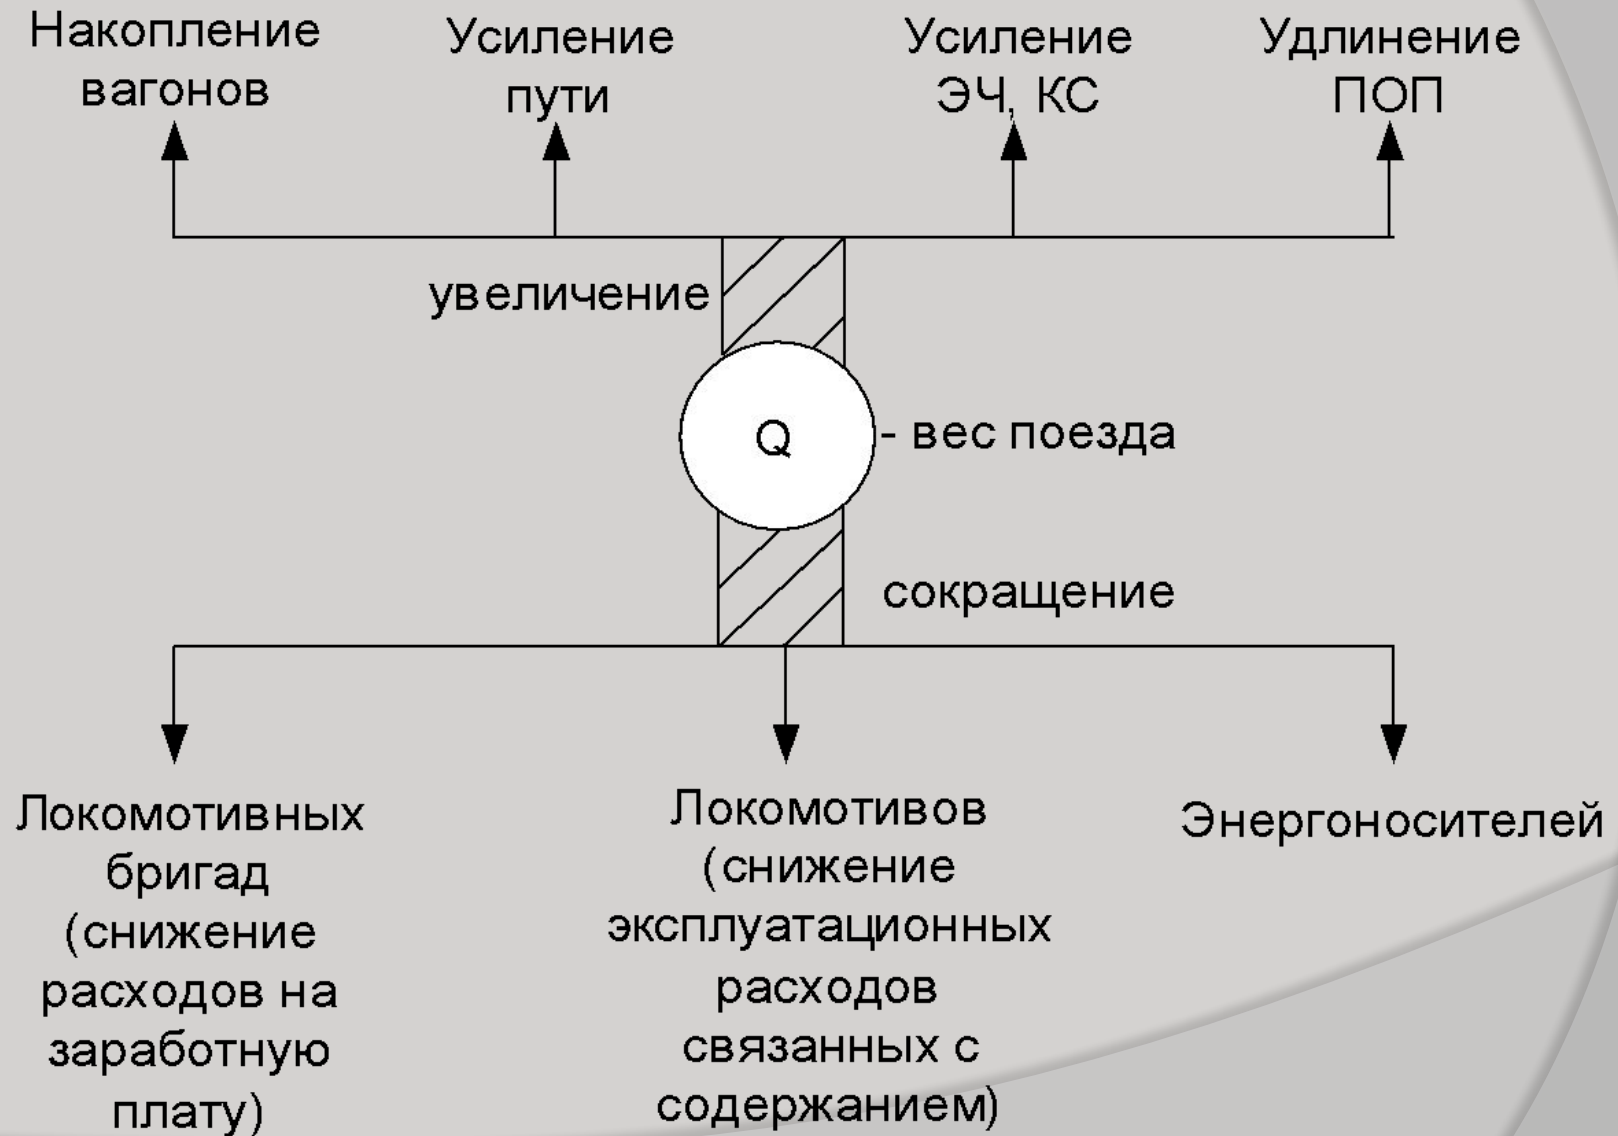 Накопление
вагонов
Усиление
пути
Усиление
ЭЧ, КС
Удлинение
ПОП
увеличение
Q
- вес поезда
сокращение
Локомотивных
бригад
(снижение
расходов на
заработную
плату)
Локомотивов
(снижение
эксплуатационных
расходов
связанных с
содержанием)
Энергоносителей